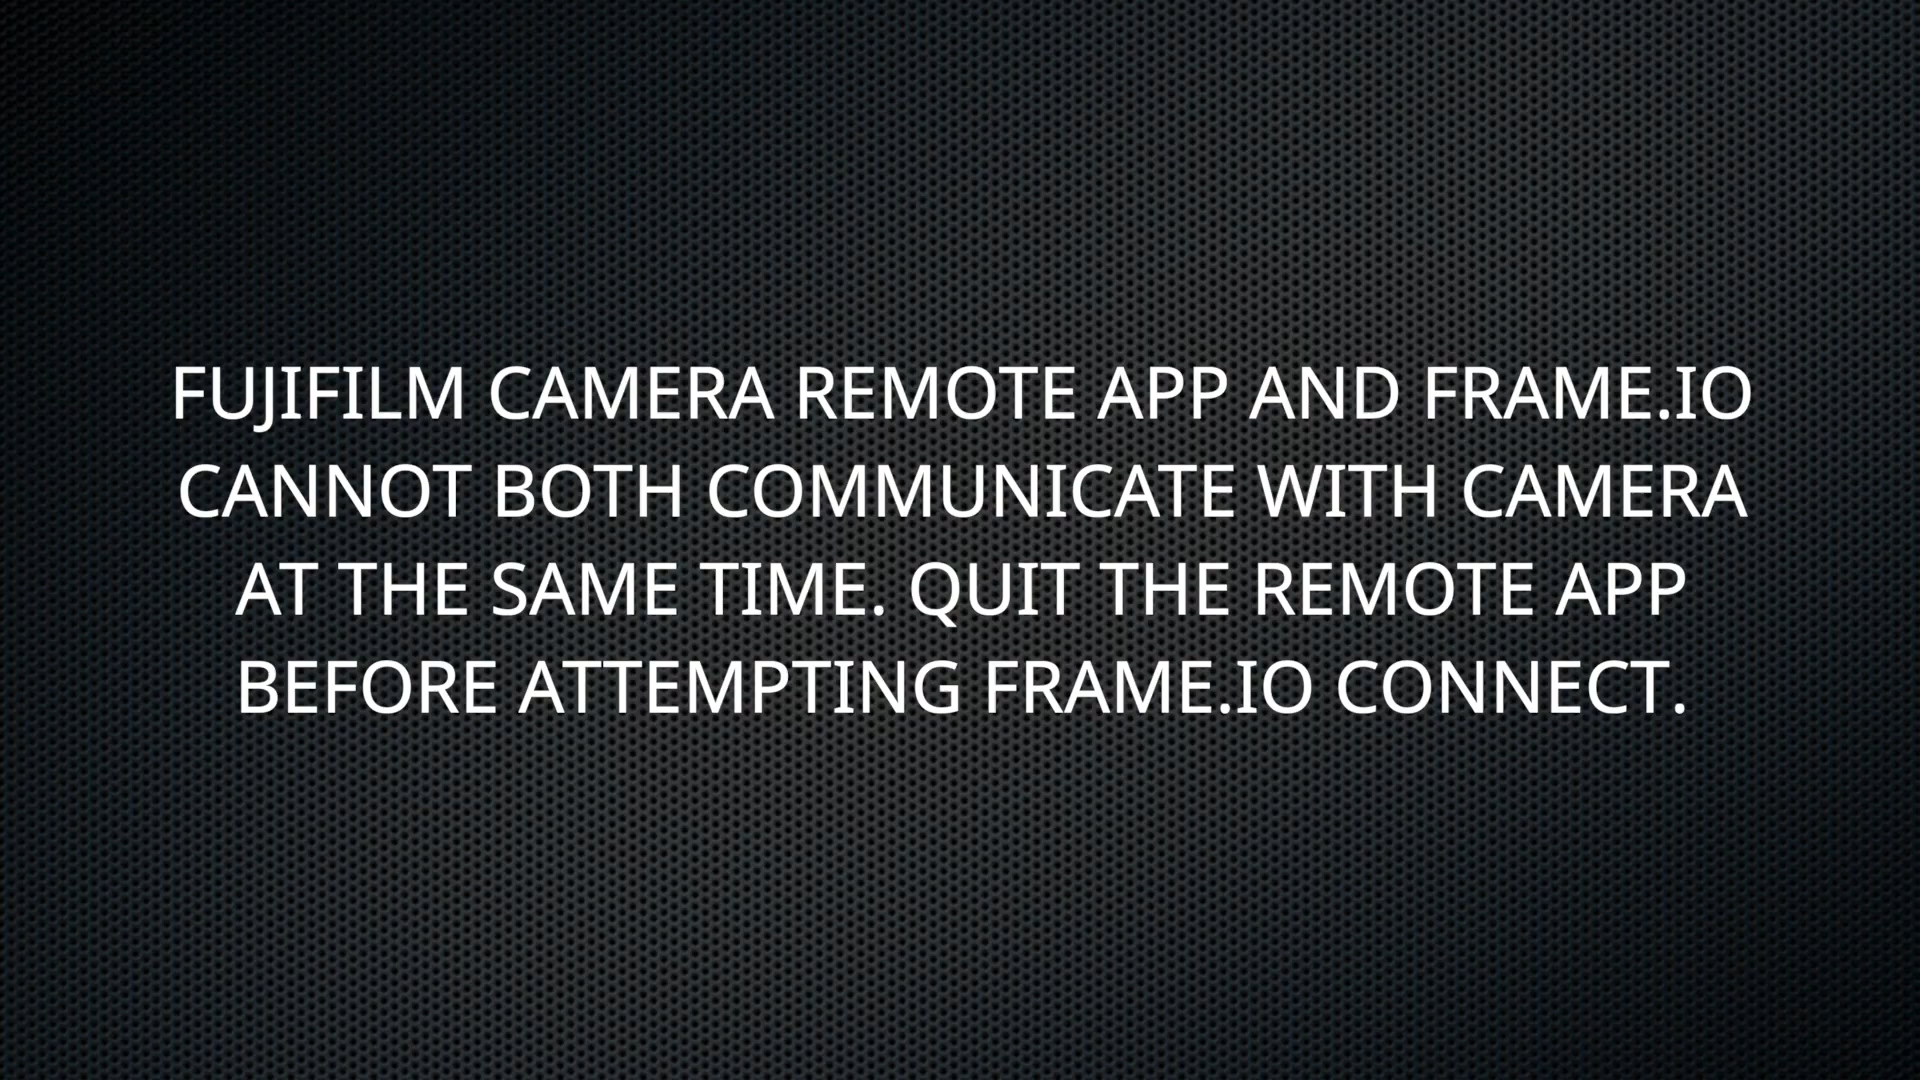 FUJIFILM CAMERA REMOTE APP AND FRAME.IO
CANNOT BOTH COMMUNICATE WITH CAMERA
AT THE SAME TIME. QUIT THE REMOTE APP
BEFORE ATTEMPTING FRAME.IO CONNECT.